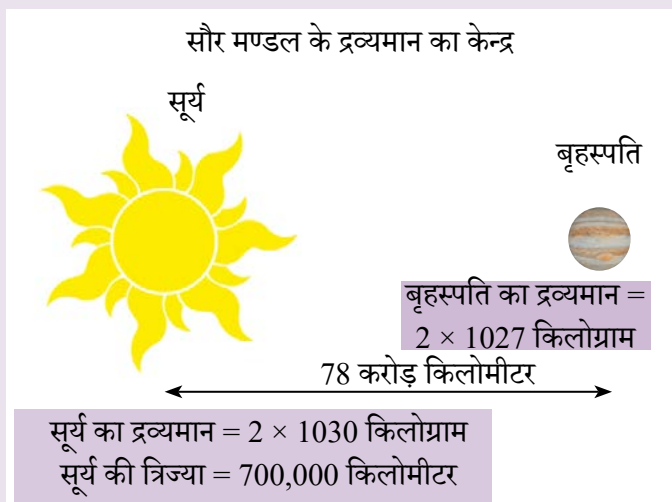 सौर मण्डल के द्रव्यमान का केन्द्र
सूर्य
बृहस्पति
बृहस्पति का द्रव्यमान =
2 × 1027 किलोग्राम
78 करोड़ किलोमीटर
सूर्य का द्रव्यमान = 2 × 1030 किलोग्राम
सूर्य की त्रिज्या = 700,000 किलोमीटर